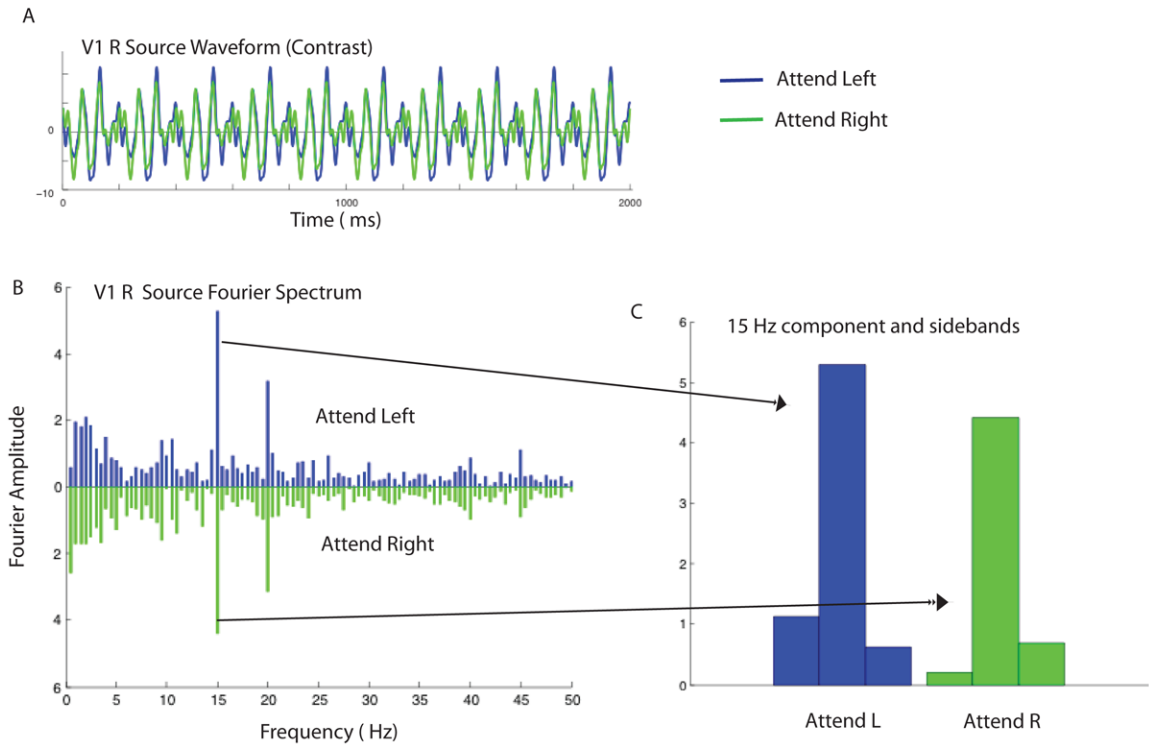 A
V1 R Source Waveform (Contrast)
0
−10
0
1000
2000
Time ( ms)
Attend Left
Attend Right
B
V1 R Source Fourier Spectrum
6
4
2
0
2
4
6
Fourier Amplitude
Attend Left
Attend Right
0 5 10 15 20 25 30 35 40 45 50
Frequency ( Hz)
C
15 Hz component and sidebands
6
5
4
3
2
1
0
Attend L
Attend R